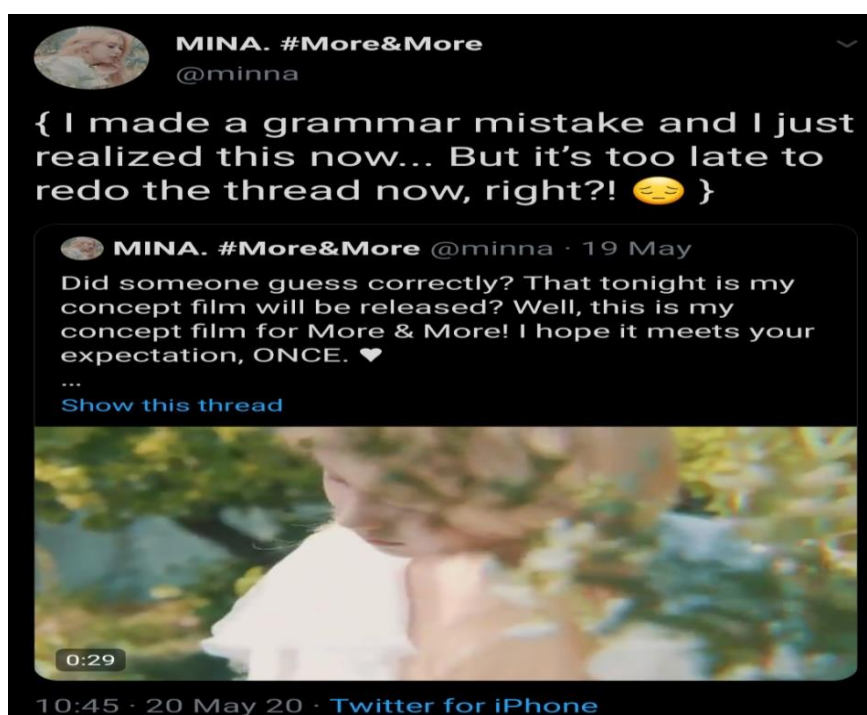 MINA. #More&More
@minna
{ I made a grammar mistake and I just
realized this now... But it’s too late to
redo the thread now, right?! 😔 }
MINA. #More&More @minna · 19 May
Did someone guess correctly? That tonight is my
concept film will be released? Well, this is my
concept film for More & More! I hope it meets your
expectation, ONCE. ♥
...
Show this thread
0:29
10:45 · 20 May 20 · Twitter for iPhone